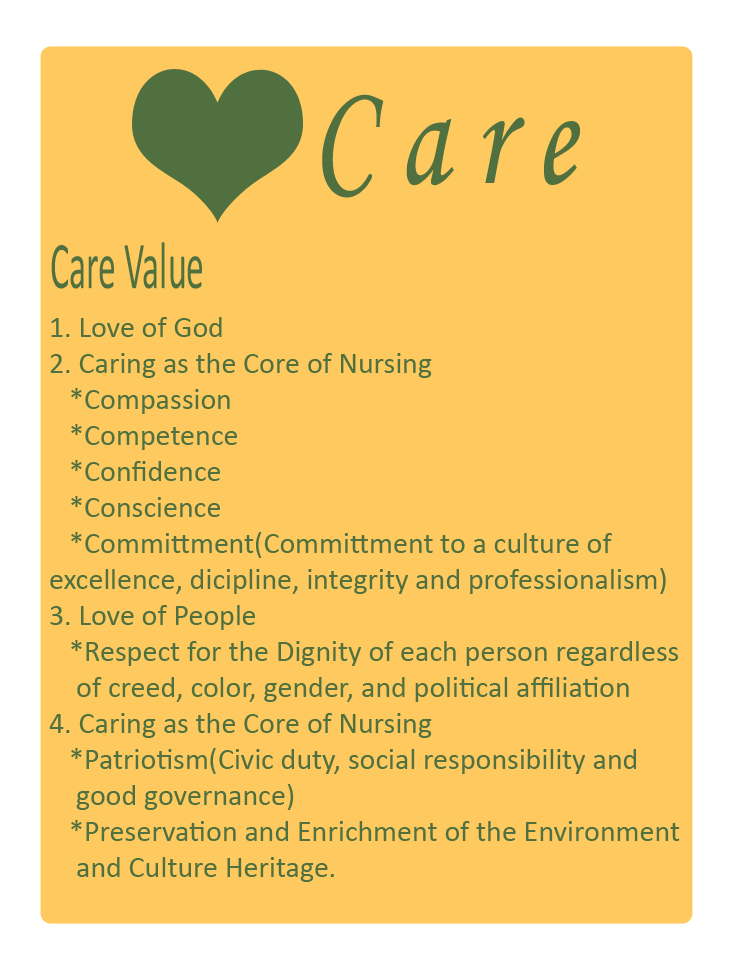 Care
Care Value
1. Love of God
2. Caring as the Core of Nursing
*Compassion
*Competence
*Confidence
*Conscience
*Committment(Committment to a culture of
excellence, dicipline, integrity and professionalism)
3. Love of People
*Respect for the Dignity of each person regardless
of creed, color, gender, and political affiliation
4. Caring as the Core of Nursing
*Patriotism(Civic duty, social responsibility and
good governance)
*Preservation and Enrichment of the Environment
and Culture Heritage.